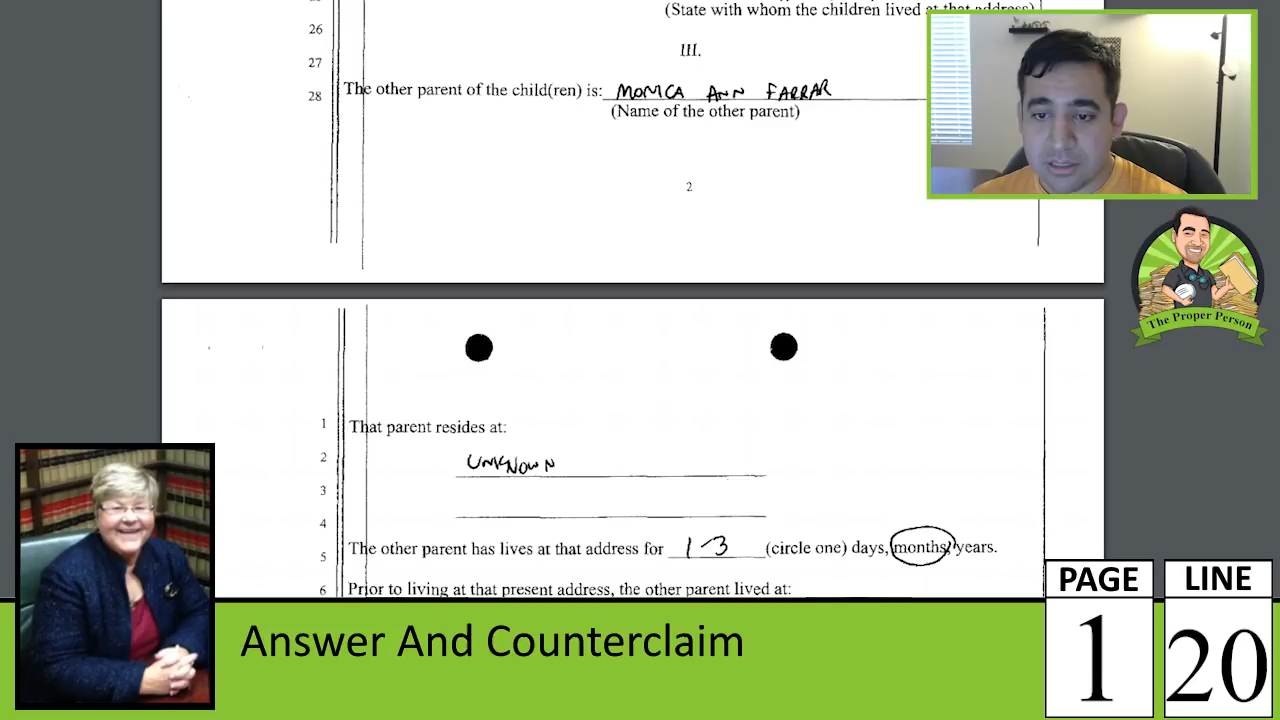 (State with whom the children lived at that address)
26
III.
27
The other parent of the child(ren) is: MONICA ANN FARRAR
28
(Name of the other parent)
2
The Proper Person
1 That parent resides at:
2 UNKNOWN
3
4
5 The other parent has lives at that address for 1-3 (circle one) days, months, years.
6 Prior to living at that present address, the other parent lived at:
PAGE LINE
Answer And Counterclaim
1 20